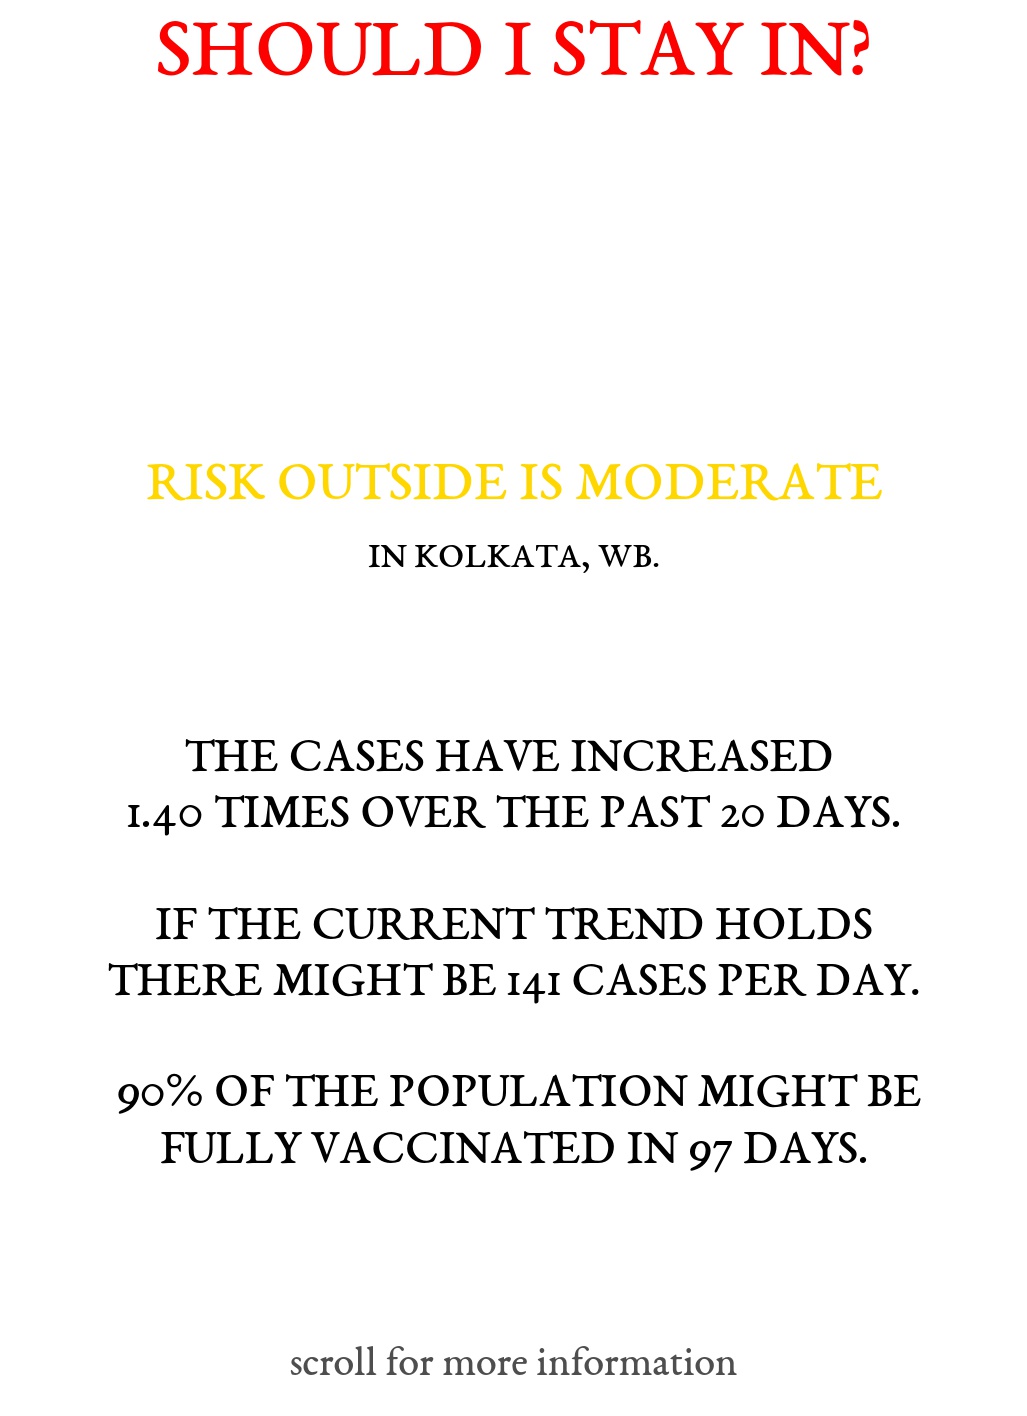 SHOULD I STAY IN?
RISK OUTSIDE IS MODERATE
IN KOLKATA, WB.
THE CASES HAVE INCREASED
1.40 TIMES OVER THE PAST 20 DAYS.
IF THE CURRENT TREND HOLDS
THERE MIGHT BE 141 CASES PER DAY.
90% OF THE POPULATION MIGHT BE
FULLY VACCINATED IN 97 DAYS.
scroll for more information